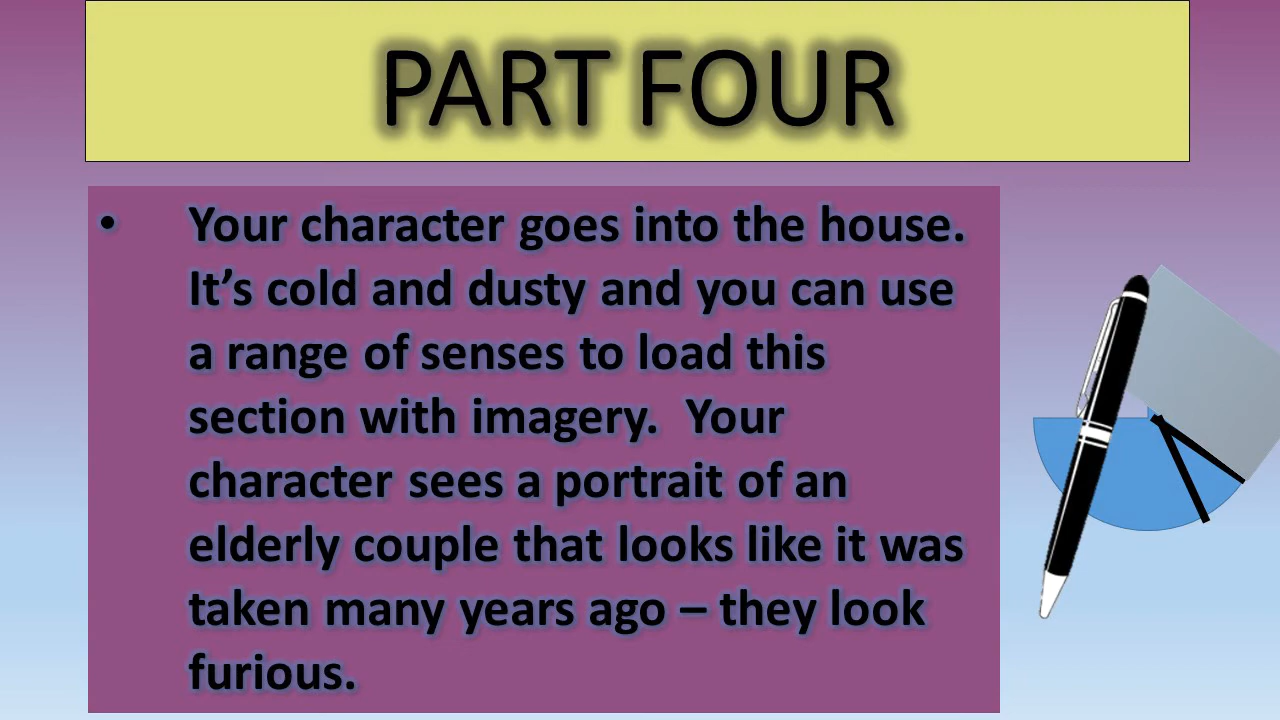 PART FOUR
• Your character goes into the house.
It’s cold and dusty and you can use
a range of senses to load this
section with imagery.  Your
character sees a portrait of an
elderly couple that looks like it was
taken many years ago – they look
furious.